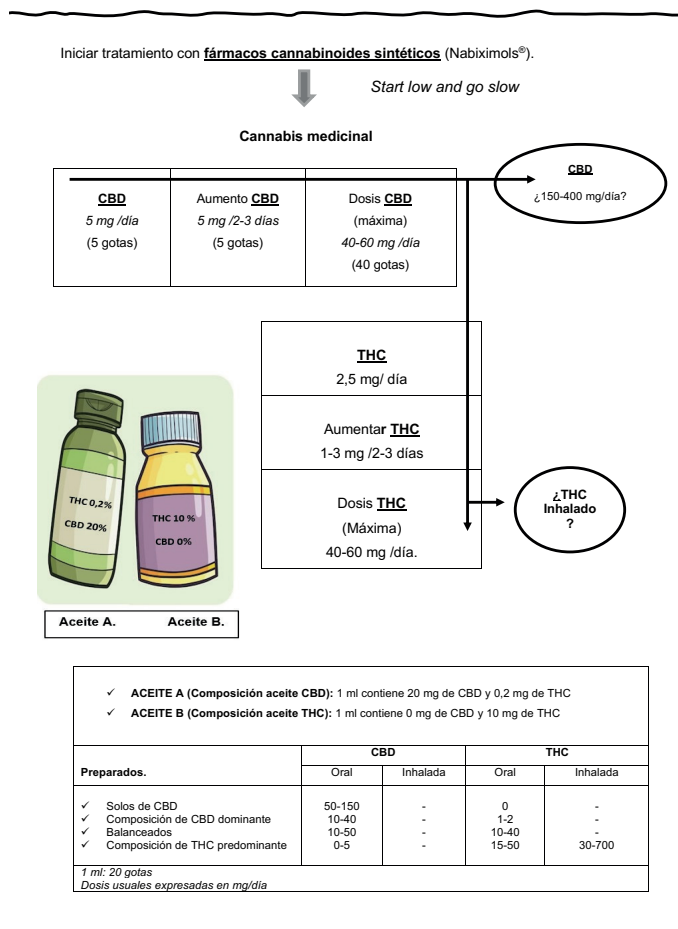 Iniciar tratamiento con fármacos cannabinoides sintéticos (Nabiximols®).
Start low and go slow
Cannabis medicinal
CBD
5 mg /día
(5 gotas)
Aumento CBD
5 mg /2-3 días
(5 gotas)
Dosis CBD
(máxima)
40-60 mg /día
(40 gotas)
CBD
¿150-400 mg/día?
THC
2,5 mg/ día
Aumentar THC
1-3 mg /2-3 días
Dosis THC
(Máxima)
40-60 mg /día.
¿THC
Inhalado
?
THC 0,2%
CBD 20%
THC 10 %
CBD 0%
Aceite A. Aceite B.
✓ ACEITE A (Composición aceite CBD): 1 ml contiene 20 mg de CBD y 0,2 mg de THC
✓ ACEITE B (Composición aceite THC): 1 ml contiene 0 mg de CBD y 10 mg de THC
CBD THC
Preparados. Oral Inhalada Oral Inhalada
✓ Solos de CBD 50-150 - 0 -
✓ Composición de CBD dominante 10-40 - 1-2 -
✓ Balanceados 10-50 - 10-40 -
✓ Composición de THC predominante 0-5 - 15-50 30-700
1 ml: 20 gotas
Dosis usuales expresadas en mg/día